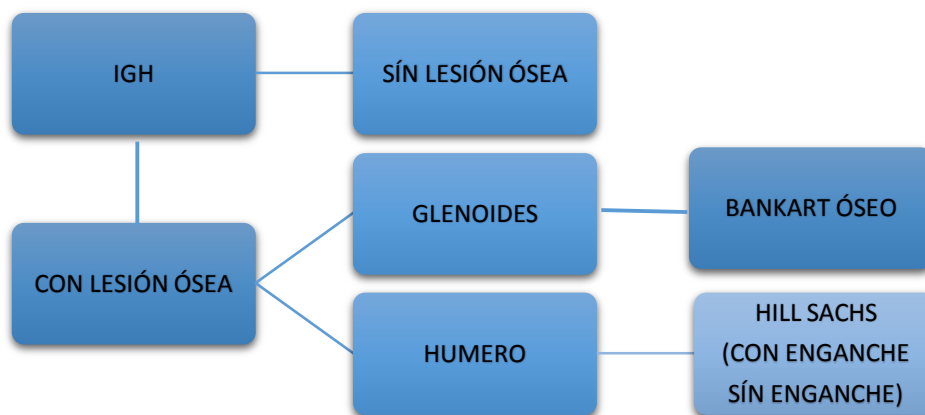 IGH
SÍN LESIÓN ÓSEA
GLENOIDES
BANKART ÓSEO
CON LESIÓN ÓSEA
HUMERO
HILL SACHS
(CON ENGANCHE
SÍN ENGANCHE)